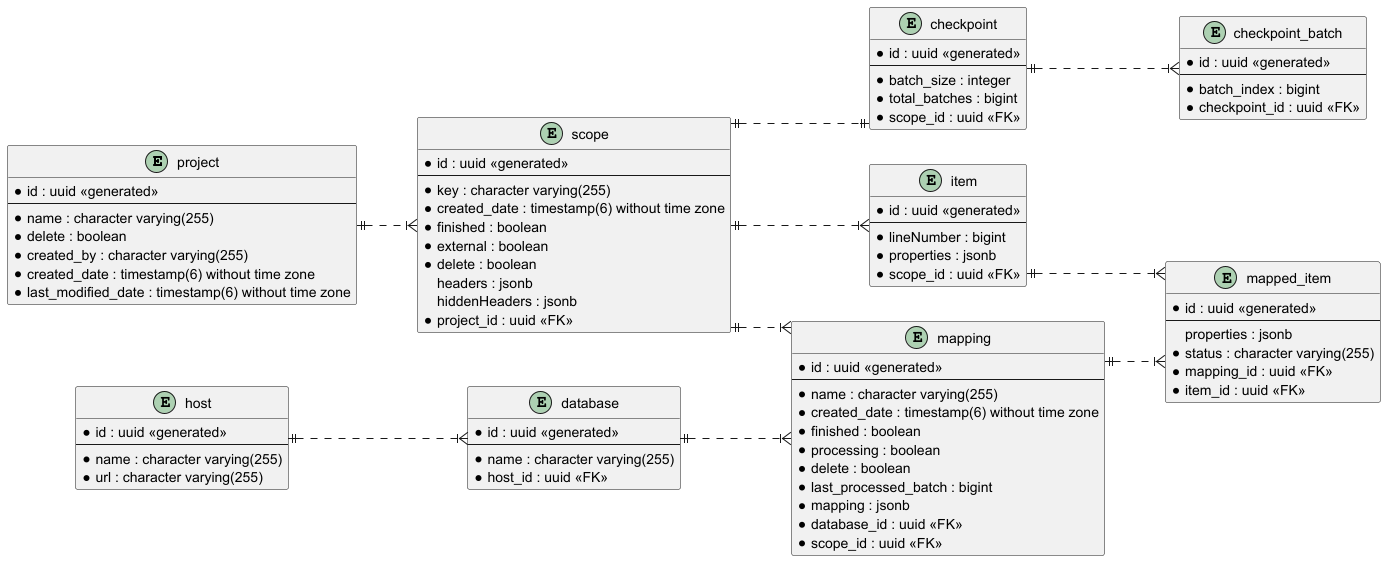 E project
* id : uuid «generated»
* name : character varying(255)
* delete : boolean
* created_by : character varying(255)
* created_date : timestamp(6) without time zone
* last_modified_date : timestamp(6) without time zone
E scope
* id : uuid «generated»
* key : character varying(255)
* created_date : timestamp(6) without time zone
* finished : boolean
* external : boolean
* delete : boolean
headers : jsonb
hiddenHeaders : jsonb
* project_id : uuid «FK»
E checkpoint
* id : uuid «generated»
* batch_size : integer
* total_batches : bigint
* scope_id : uuid «FK»
E checkpoint_batch
* id : uuid «generated»
* batch_index : bigint
* checkpoint_id : uuid «FK»
E item
* id : uuid «generated»
* lineNumber : bigint
* properties : jsonb
* scope_id : uuid «FK»
E mapped_item
* id : uuid «generated»
properties : jsonb
* status : character varying(255)
* mapping_id : uuid «FK»
* item_id : uuid «FK»
E host
* id : uuid «generated»
* name : character varying(255)
* url : character varying(255)
E database
* id : uuid «generated»
* name : character varying(255)
* host_id : uuid «FK»
E mapping
* id : uuid «generated»
* name : character varying(255)
* created_date : timestamp(6) without time zone
* finished : boolean
* processing : boolean
* delete : boolean
* last_processed_batch : bigint
* mapping : jsonb
* database_id : uuid «FK»
* scope_id : uuid «FK»